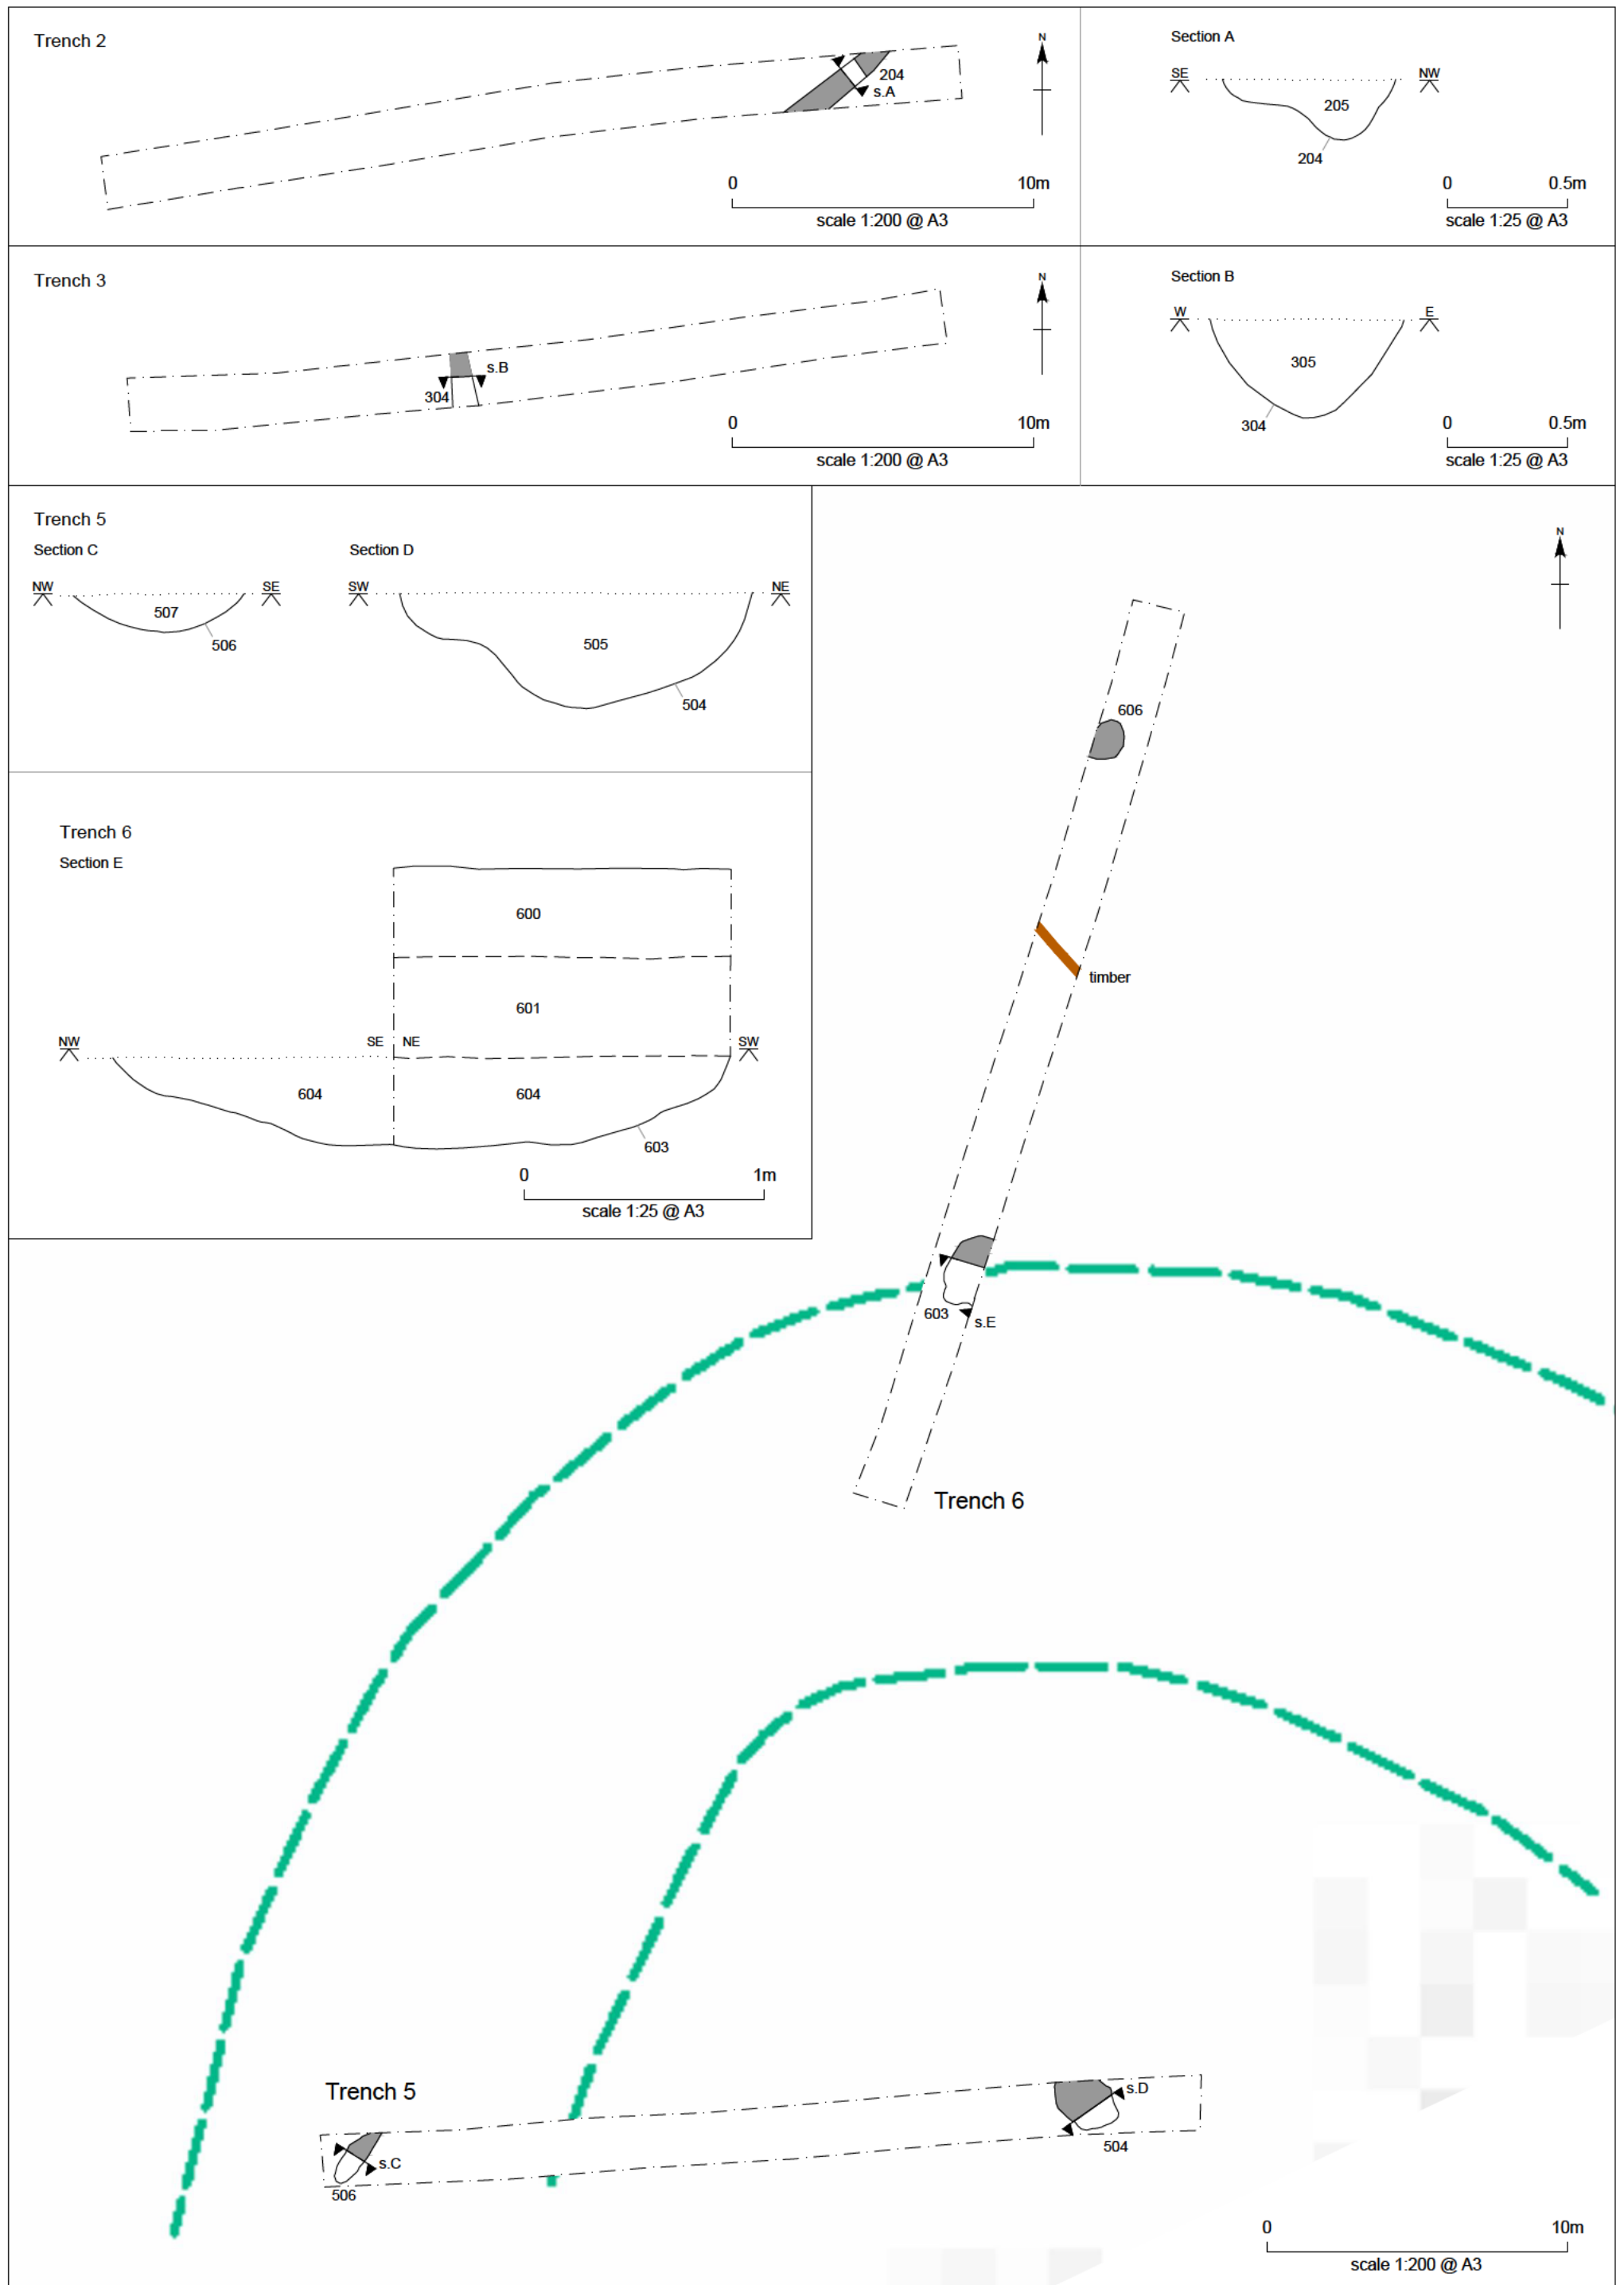 Trench 2
N
204
s.A
0 10m
scale 1:200 @ A3
Section A
SE NW
205
204
0 0.5m
scale 1:25 @ A3
Trench 3
N
s.B
304
0 10m
scale 1:200 @ A3
Section B
W E
305
304
0 0.5m
scale 1:25 @ A3
Trench 5
Section C
NW SE
507
506
Section D
SW NE
505
504
Trench 6
Section E
600
601
NW SE NE SW
604 604
603
0 1m
scale 1:25 @ A3
N
606
timber
603
s.E
Trench 6
Trench 5
s.D
504
s.C
506
0 10m
scale 1:200 @ A3